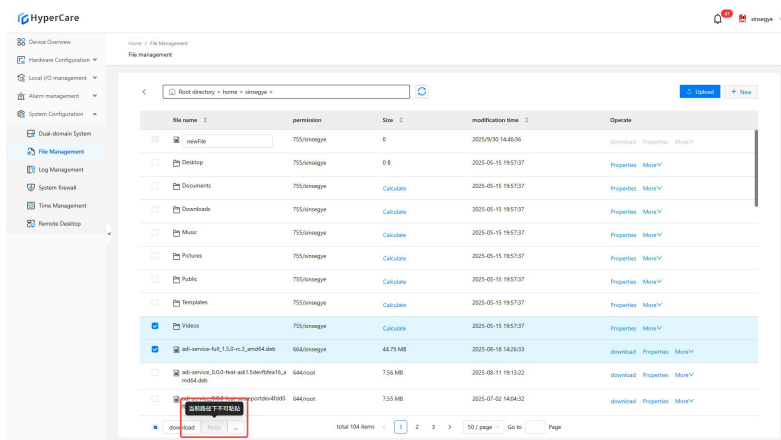 HyperCare
47
sinsegye
Device Overview
Hardware Configuration
Local I/O management
Alarm management
System Configuration
Dual-domain System
File Management
Log Management
System firewall
Time Management
Remote Desktop
Home / File Management
File management
Root directory > home > sinsegye >
Upload
+ New
file name permission Size modification time Operate
newFile 755/sinsegye 0 2025/9/30 14:46:36 download Properties More
Desktop 755/sinsegye 0 B 2025-05-15 19:57:37 Properties More
Documents 755/sinsegye Calculate 2025-05-15 19:57:37 Properties More
Downloads 755/sinsegye Calculate 2025-05-15 19:57:37 Properties More
Music 755/sinsegye Calculate 2025-05-15 19:57:37 Properties More
Pictures 755/sinsegye Calculate 2025-05-15 19:57:37 Properties More
Public 755/sinsegye Calculate 2025-05-15 19:57:37 Properties More
Templates 755/sinsegye Calculate 2025-05-15 19:57:37 Properties More
Videos 755/sinsegye Calculate 2025-05-15 19:57:37 Properties More
adi-service-full_1.5.0-rc.3_amd64.deb 664/sinsegye 44.79 MB 2025-08-18 14:26:33 download Properties More
adi-service_0.0.0-feat-adi1.5devfbfea16_a 644/root 7.56 MB 2025-08-11 19:13:22 download Properties More
md64.deb
644/root 7.55 MB 2025-07-02 14:04:32 download Properties More
当前路径下不可粘贴
download Paste ...
total 104 items < 1 2 3 > 50 / page Go to Page